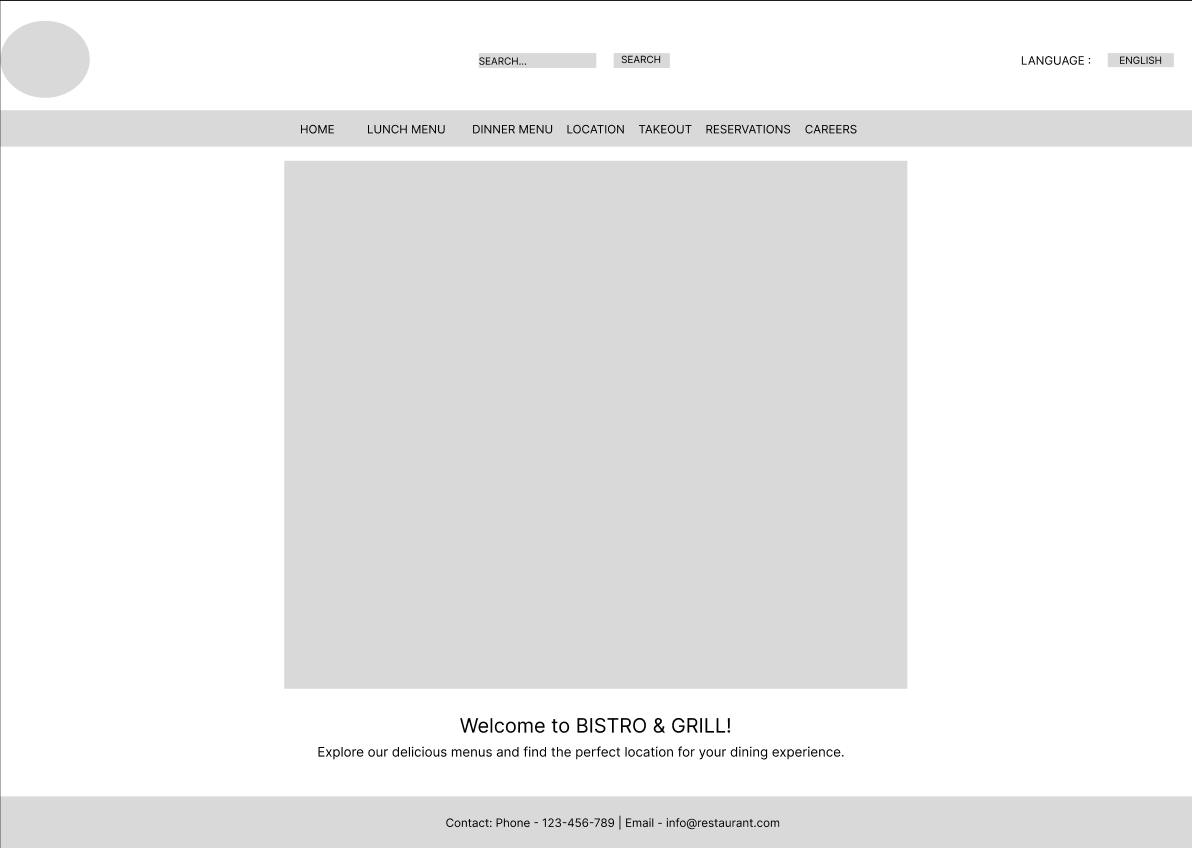 SEARCH...
SEARCH
LANGUAGE :
ENGLISH
HOME LUNCH MENU DINNER MENU LOCATION TAKEOUT RESERVATIONS CAREERS
Welcome to BISTRO & GRILL!
Explore our delicious menus and find the perfect location for your dining experience.
Contact: Phone - 123-456-789 | Email - info@restaurant.com